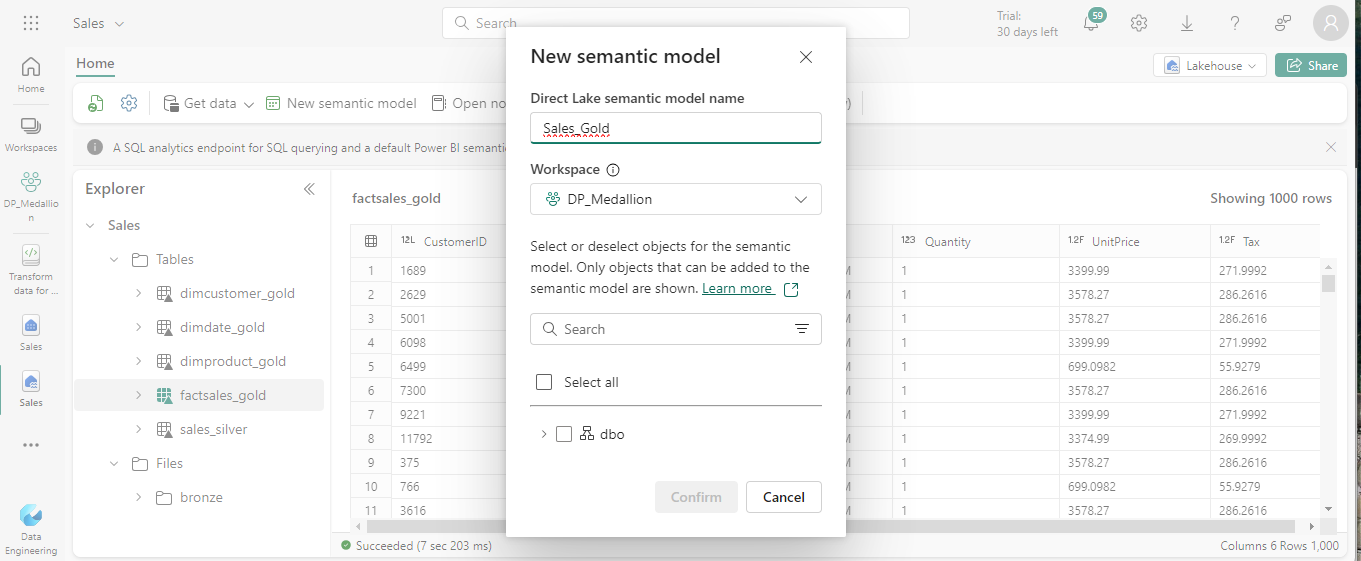 Sales
Search
Trial:
30 days left
59
Home
Workspaces
DP_Medallio
n
Transform
data for ...
Sales
Sales
Data
Engineering
Home
Lakehouse
Share
Get data
New semantic model
Open no
)
A SQL analytics endpoint for SQL querying and a default Power BI semanti
Explorer
Sales
Tables
dimcustomer_gold
dimdate_gold
dimproduct_gold
factsales_gold
sales_silver
Files
bronze
factsales_gold
Showing 1000 rows
12L CustomerID 123 Quantity 1.2F UnitPrice 1.2F Tax
1 1689 M 1 3399.99 271.9992
2 2629 M 1 3578.27 286.2616
3 5001 M 1 3578.27 286.2616
4 6098 M 1 3399.99 271.9992
5 6499 M 1 699.0982 55.9279
6 7300 M 1 3578.27 286.2616
7 9221 M 1 3399.99 271.9992
8 11792 M 1 3374.99 269.9992
9 375 M 1 3578.27 286.2616
10 766 M 1 699.0982 55.9279
11 3616 M 1 3578.27 286.2616
Succeeded (7 sec 203 ms)
Columns 6 Rows 1,000
New semantic model
Direct Lake semantic model name
Sales_Gold
Workspace
DP_Medallion
Select or deselect objects for the semantic
model. Only objects that can be added to the
semantic model are shown. Learn more
Search
Select all
dbo
Confirm
Cancel